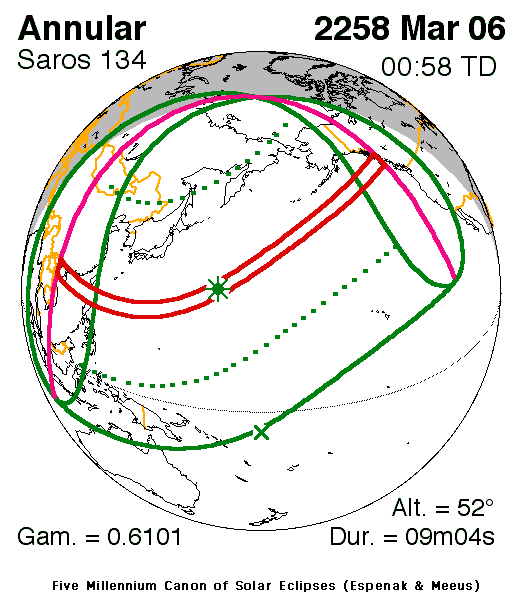 Annular 2258 Mar 06
Saros 134 00:58 TD
Alt. = 52°
Gam. = 0.6101 Dur. = 09m04s
Five Millennium Canon of Solar Eclipses (Espenak & Meeus)